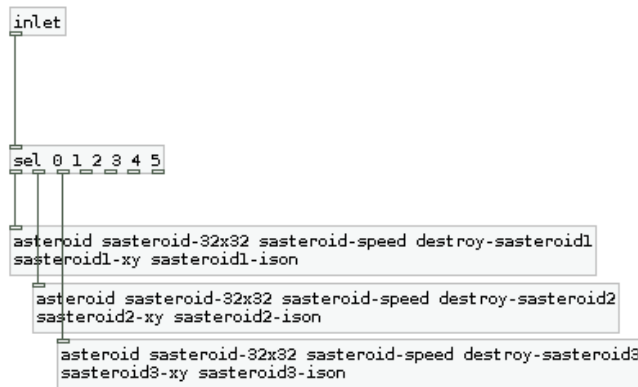 inlet
sel 0 1 2 3 4 5
asteroid sasteroid-32x32 sasteroid-speed destroy-sasteroid1
sasteroid1-xy sasteroid1-ison
asteroid sasteroid-32x32 sasteroid-speed destroy-sasteroid2
sasteroid2-xy sasteroid2-ison
asteroid sasteroid-32x32 sasteroid-speed destroy-sasteroid3
sasteroid3-xy sasteroid3-ison